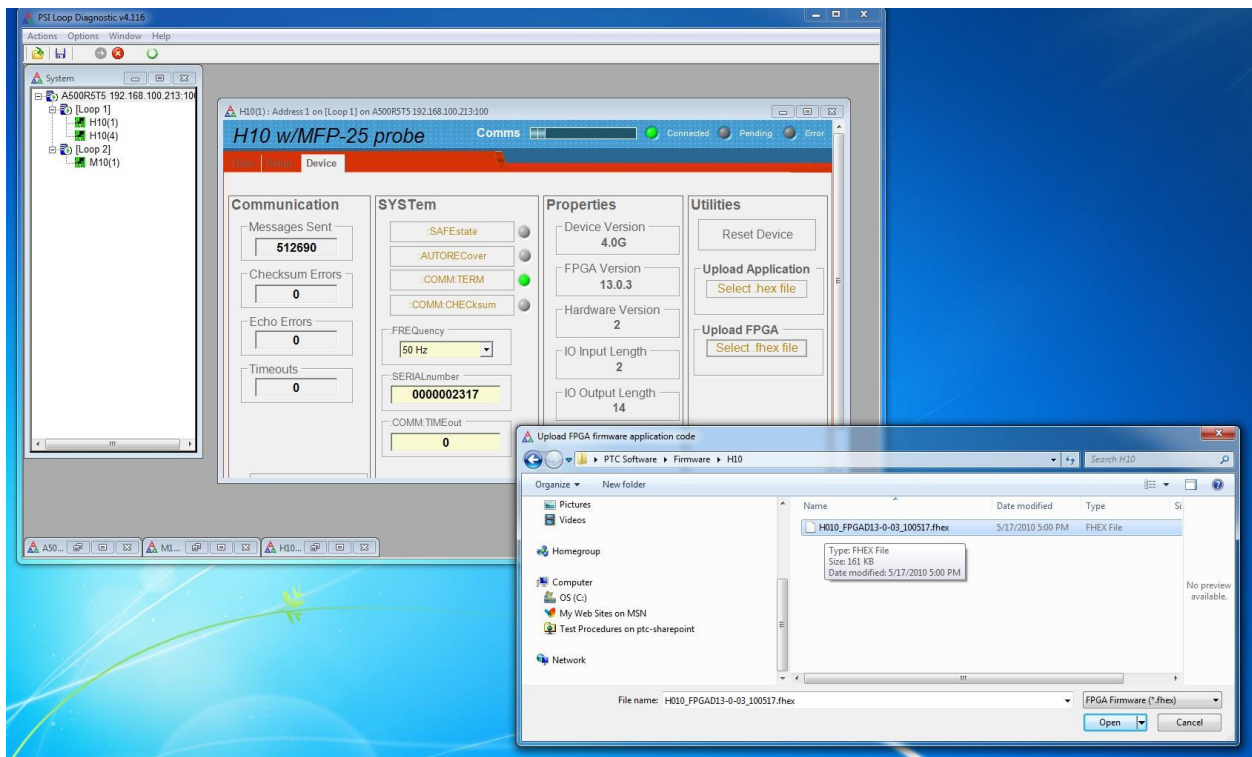 PSI Loop Diagnostic v4.116
Actions Options Window Help
System
A500R5T5 192.168.100.213:10
[Loop 1]
H10(1)
H10(4)
[Loop 2]
M10(1)
H10(1) : Address 1 on [Loop 1] on A500R5T5 192.168.100.213:100
H10 w/MFP-25 probe
Comms
Connected
Pending
Error
Data
Device
Communication
Messages Sent
512690
Checksum Errors
0
Echo Errors
0
Timeouts
0
SYSTem
:SAFEstate
:AUTORECover
:COMM:TERM
:COMM:CHECksum
:FREQuency
50 Hz
:SERIALnumber
0000002317
:COMM:TIMEout
0
Properties
Device Version
4.0G
FPGA Version
13.0.3
Hardware Version
2
IO Input Length
2
IO Output Length
14
Utilities
Reset Device
Upload Application
Select .hex file
Upload FPGA
Select .fhex file
A50...
M1...
H10...
Upload FPGA firmware application code
PTC Software
Firmware
H10
Search H10
Organize
New folder
Pictures
Videos
Homegroup
Computer
OS (C:)
My Web Sites on MSN
Test Procedures on ptc-sharepoint
Network
Name
Date modified
Type
Si
H010_FPGAD13-0-03_100517.fhex
5/17/2010 5:00 PM
FHEX File
Type: FHEX File
Size: 161 KB
Date modified: 5/17/2010 5:00 PM
No preview
available.
File name:
H010_FPGAD13-0-03_100517.fhex
FPGA Firmware (*.fhex)
Open
Cancel